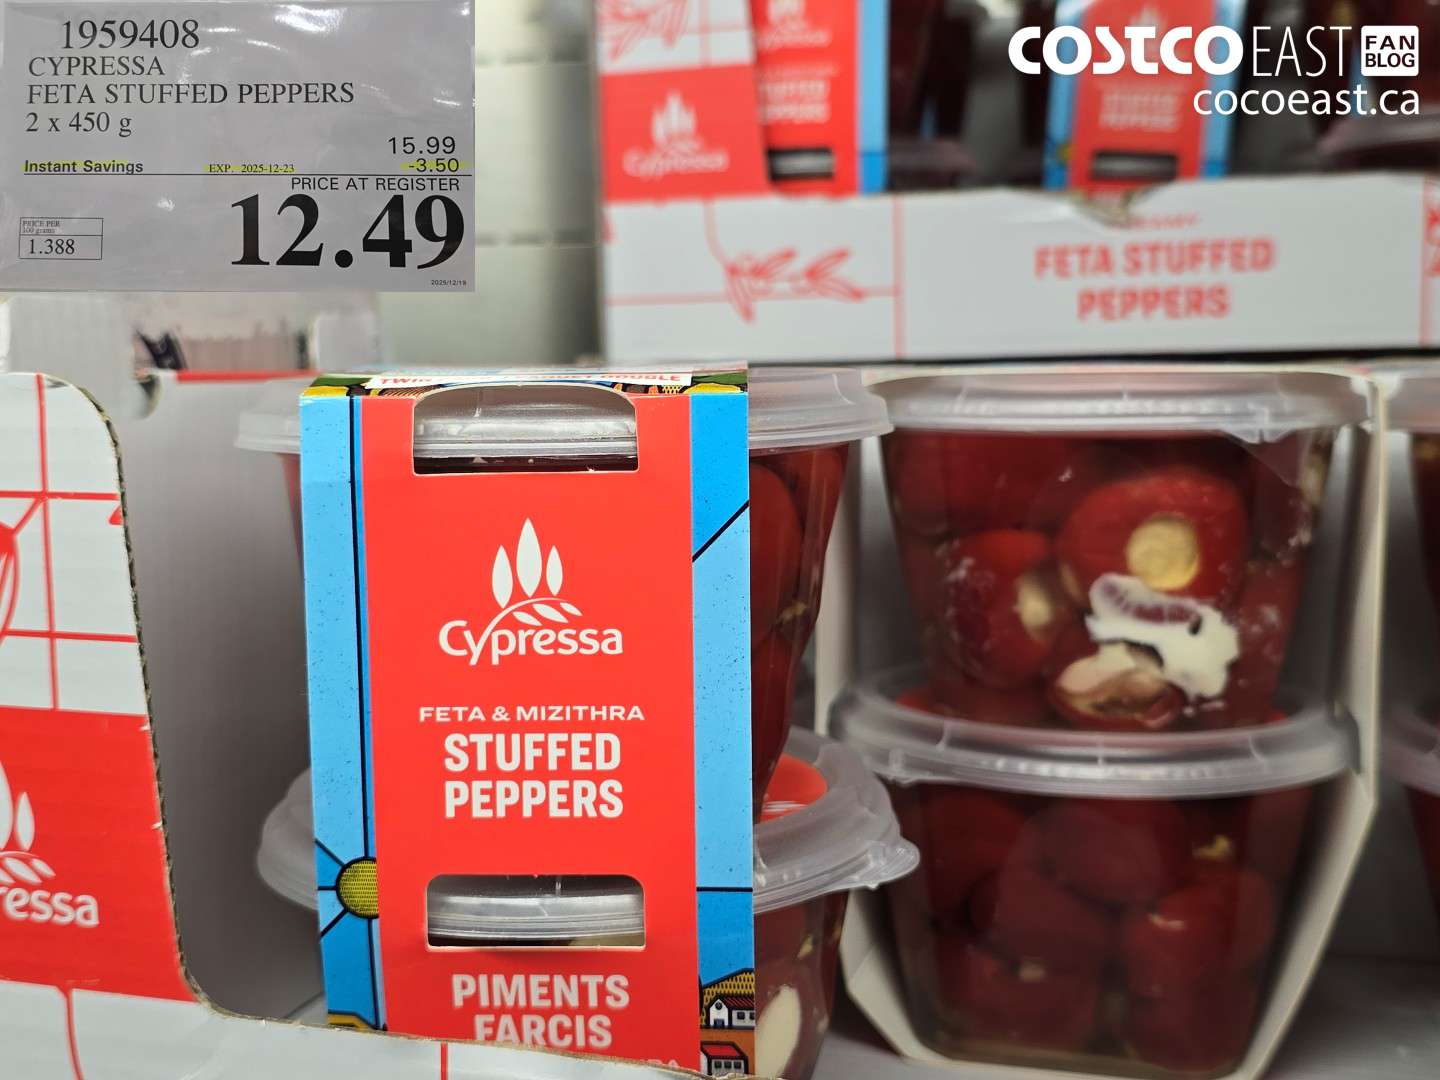 1959408
CYPRESSA
FETA STUFFED PEPPERS
2 x 450 g
15.99
Instant Savings EXP. 2025-12-23 -3.50
PRICE AT REGISTER
12.49
PRICE PER
100 grams
1.388
2025/12/19
COSTCO EAST FAN BLOG
cocoeast.ca
Cypressa
FETA STUFFED
PEPPERS
Cypressa
FETA & MIZITHRA
STUFFED
PEPPERS
PIMENTS
FARCIS
essa